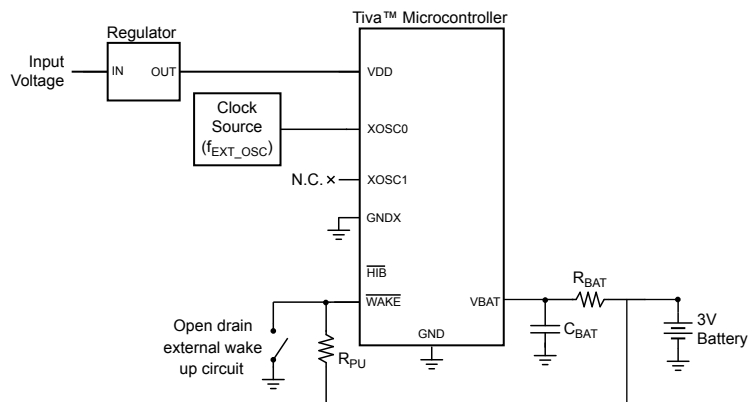 Tiva™ Microcontroller
Regulator
Input
Voltage
IN
OUT
VDD
Clock
Source
(fEXT_OSC)
XOSC0
N.C.
XOSC1
GNDX
HIB
WAKE
VBAT
RBAT
Open drain
external wake
up circuit
RPU
GND
CBAT
3V
Battery